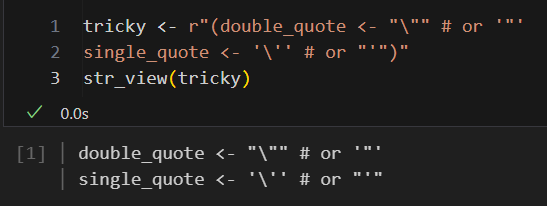 1 tricky <- r"(double_quote <- "\"" # or '"'
2 single_quote <- '\'' # or "'")"
3 str_view(tricky)
0.0s
[1] │ double_quote <- "\"" # or '"'
│ single_quote <- '\'' # or "'"